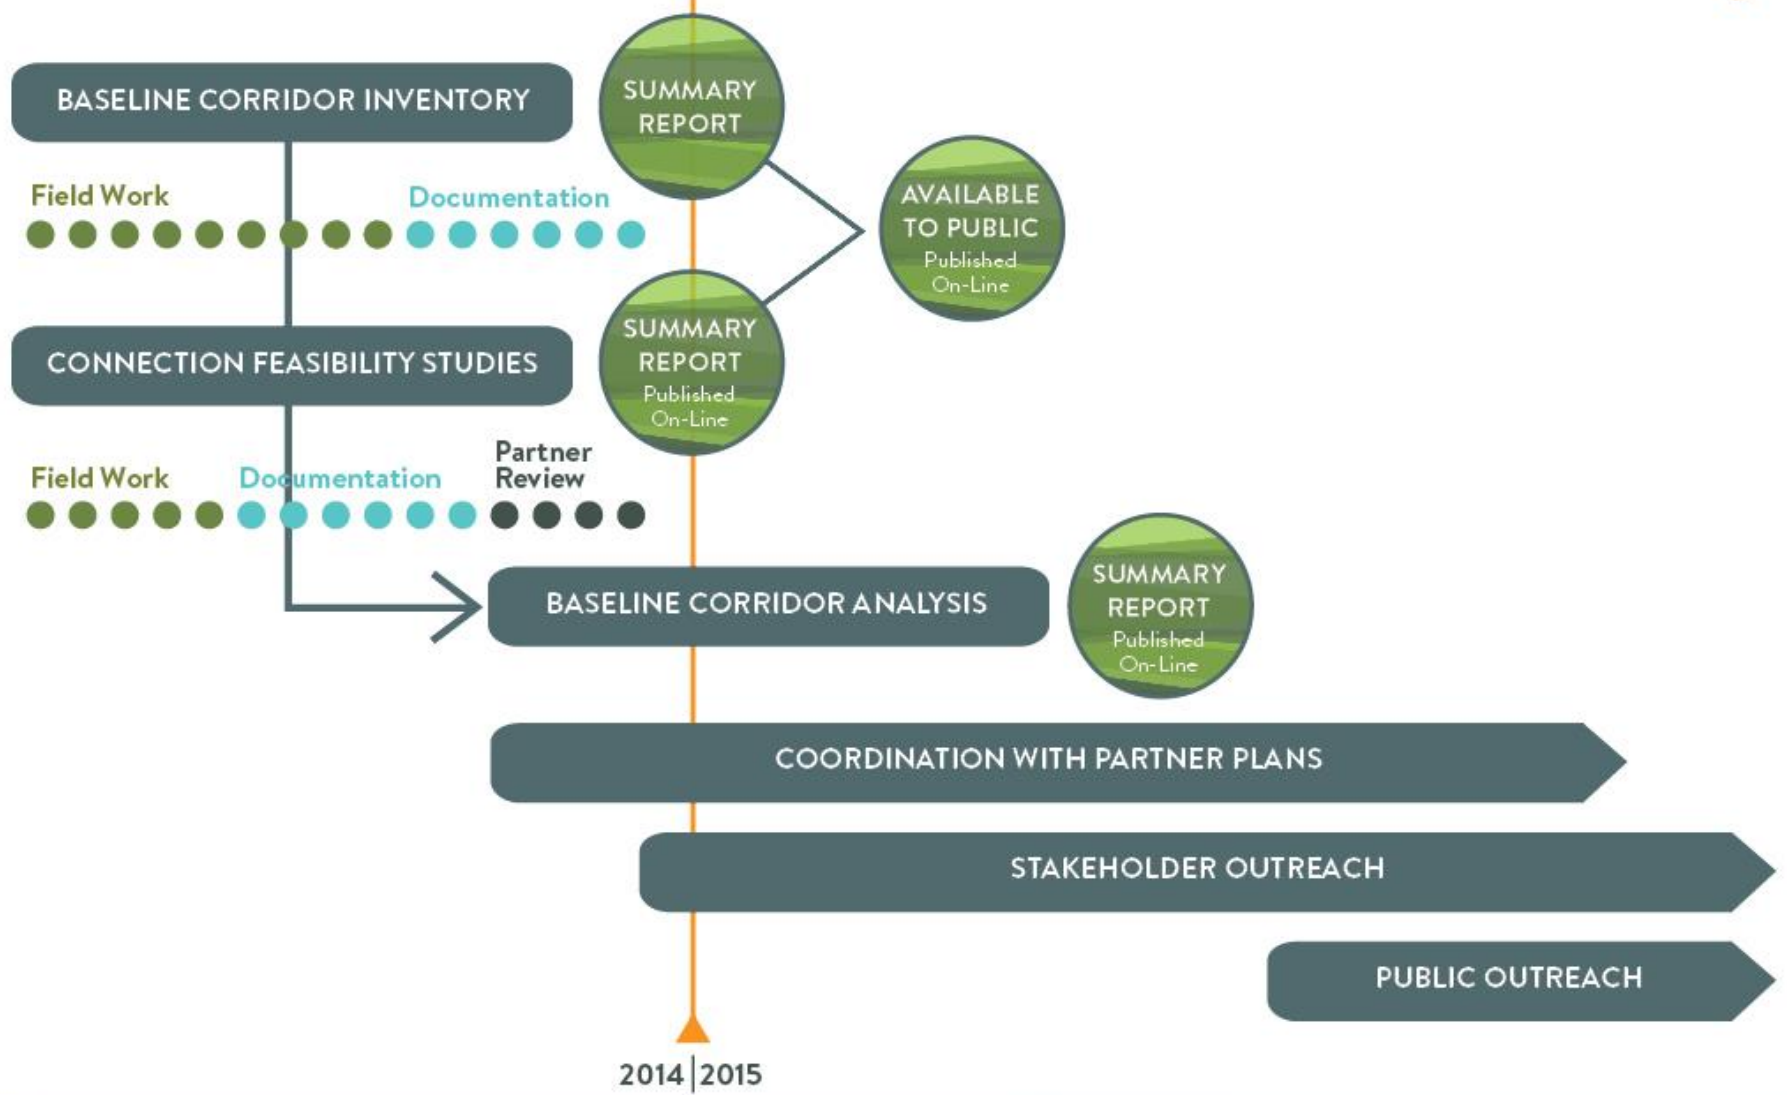 BASELINE CORRIDOR INVENTORY
SUMMARY
REPORT
Field Work
Documentation
AVAILABLE
TO PUBLIC
Published
On-Line
CONNECTION FEASIBILITY STUDIES
SUMMARY
REPORT
Published
On-Line
Field Work
Documentation
Partner
Review
BASELINE CORRIDOR ANALYSIS
SUMMARY
REPORT
Published
On-Line
COORDINATION WITH PARTNER PLANS
STAKEHOLDER OUTREACH
PUBLIC OUTREACH
2014|2015